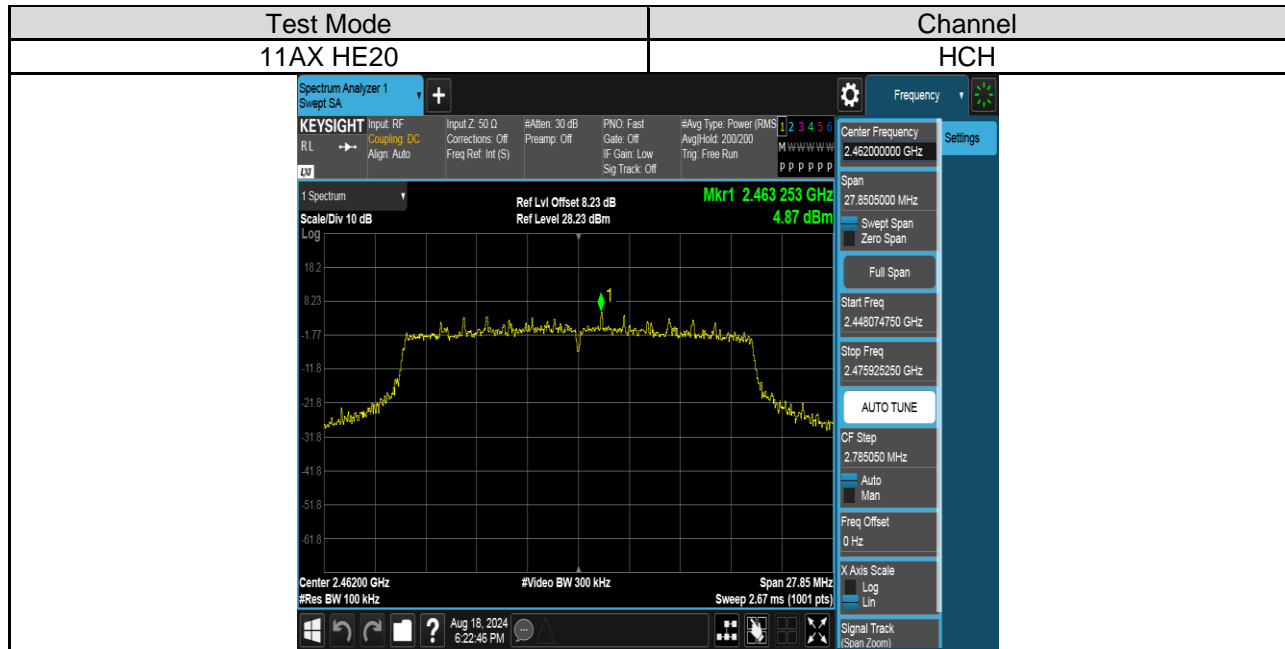 Test Mode
Channel
11AX HE20
HCH
Spectrum Analyzer 1
Swept SA
+
Frequency
KEYSIGHT
RL
LXI
Input: RF
Coupling: DC
Align: Auto
Input Z: 50 Ω
Corrections: Off
Freq Ref: Int (S)
#Atten: 30 dB
Preamp: Off
PNO: Fast
Gate: Off
IF Gain: Low
Sig Track: Off
#Avg Type: Power (RMS
Avg|Hold: 200/200
Trig: Free Run
1 2 3 4 5 6
M W W W W W
P P P P P P
Center Frequency
2.462000000 GHz
Settings
Span
27.8505000 MHz
Swept Span
Zero Span
Full Span
Start Freq
2.448074750 GHz
Stop Freq
2.475925250 GHz
AUTO TUNE
CF Step
2.785050 MHz
Auto
Man
Freq Offset
0 Hz
X Axis Scale
Log
Lin
Signal Track
(Span Zoom)
1 Spectrum
Scale/Div 10 dB
Log
Ref Lvl Offset 8.23 dB
Ref Level 28.23 dBm
Mkr1 2.463 253 GHz
4.87 dBm
18.2
8.23
-1.77
-11.8
-21.8
-31.8
-41.8
-51.8
-61.8
1
Center 2.46200 GHz
#Res BW 100 kHz
#Video BW 300 kHz
Span 27.85 MHz
Sweep 2.67 ms (1001 pts)
?
Aug 18, 2024
6:22:46 PM